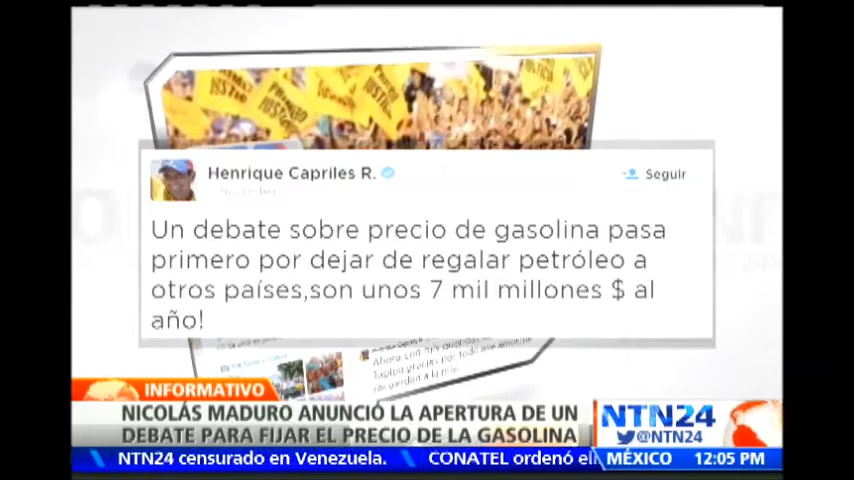 PRIMERO JUSTICIA
Henrique Capriles R.
Seguir
Un debate sobre precio de gasolina pasa
primero por dejar de regalar petróleo a
otros países,son unos 7 mil millones $ al
año!
INFORMATIVO
NICOLÁS MADURO ANUNCIÓ LA APERTURA DE UN
DEBATE PARA FIJAR EL PRECIO DE LA GASOLINA
NTN24
@NTN24
NTN24 censurado en Venezuela.
CONATEL ordenó el
MÉXICO
12:05 PM